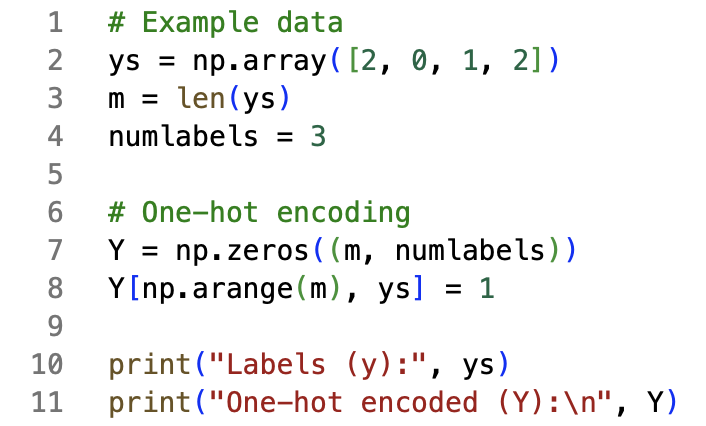 1 # Example data
2 ys = np.array([2, 0, 1, 2])
3 m = len(ys)
4 numlabels = 3
5
6 # One-hot encoding
7 Y = np.zeros((m, numlabels))
8 Y[np.arange(m), ys] = 1
9
10 print("Labels (y):", ys)
11 print("One-hot encoded (Y):\n", Y)